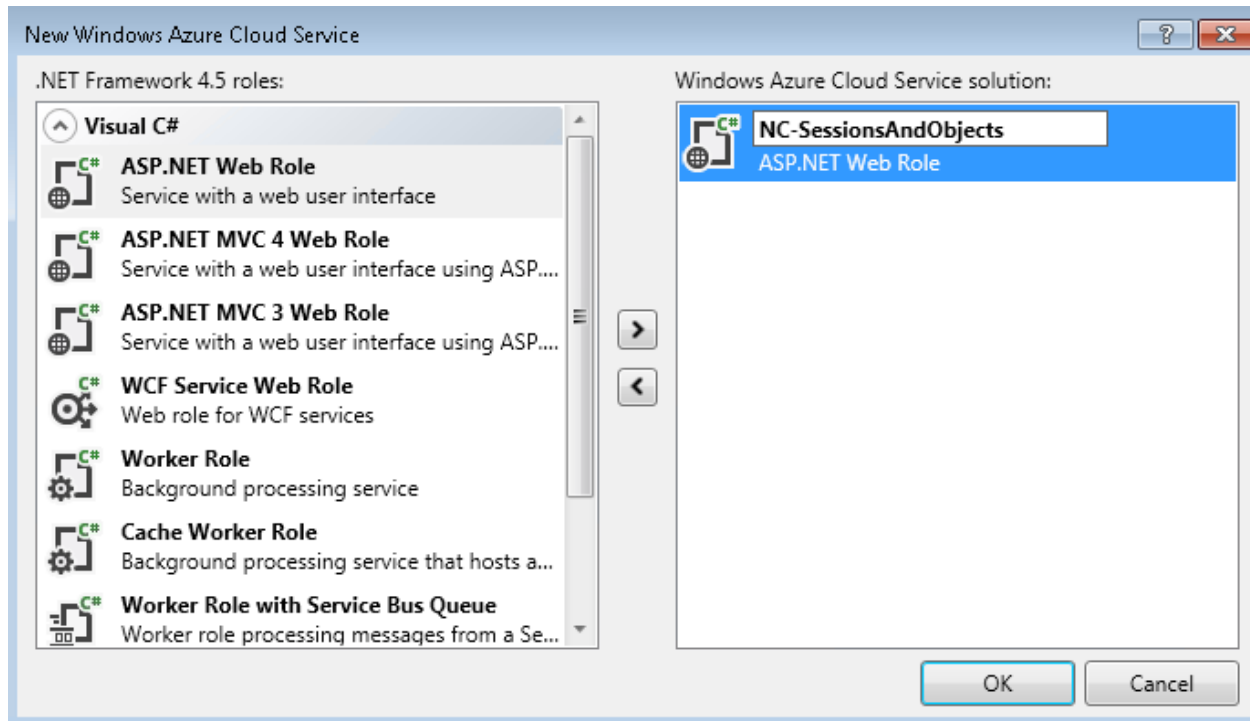 New Windows Azure Cloud Service
.NET Framework 4.5 roles:
Windows Azure Cloud Service solution:
Visual C#
C#
ASP.NET Web Role
Service with a web user interface
C#
ASP.NET MVC 4 Web Role
Service with a web user interface using ASP....
C#
ASP.NET MVC 3 Web Role
Service with a web user interface using ASP....
C#
WCF Service Web Role
Web role for WCF services
C#
Worker Role
Background processing service
C#
Cache Worker Role
Background processing service that hosts a...
C#
Worker Role with Service Bus Queue
Worker role processing messages from a Se...
C#
NC-SessionsAndObjects
ASP.NET Web Role
OK
Cancel